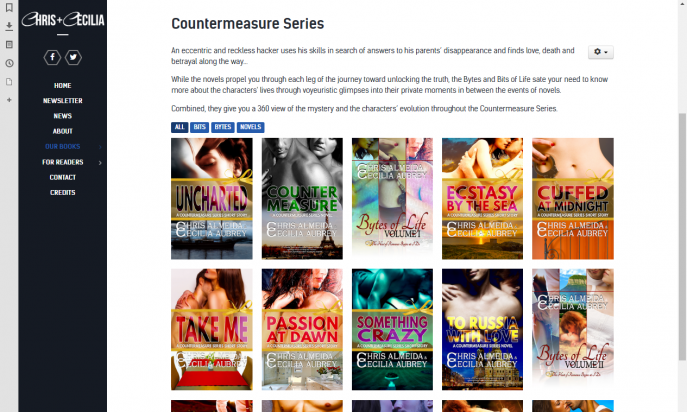 CHRIS+CECILIA
HOME
NEWSLETTER
NEWS
ABOUT
OUR BOOKS
FOR READERS
CONTACT
CREDITS
Countermeasure Series
An eccentric and reckless hacker uses his skills in search of answers to his parents' disappearance and finds love, death and
betrayal along the way...
While the novels propel you through each leg of the journey toward unlocking the truth, the Bytes and Bits of Life sate your need to know
more about the characters' lives through voyeuristic glimpses into their private moments in between the events of novels.
Combined, they give you a 360 view of the mystery and the characters' evolution throughout the Countermeasure Series.
ALL
BITS
BYTES
NOVELS
UNCHARTED
A COUNTERMEASURE SERIES SHORT STORY
CHRIS ALMEIDA &
CECILIA AUBREY
COUNTER
MEASURE
A COUNTERMEASURE SERIES NOVEL
CHRIS ALMEIDA &
CECILIA AUBREY
CHRIS ALMEIDA &
CECILIA AUBREY
Bytes of Life
VOLUME I
ECSTASY
BY THE SEA
A COUNTERMEASURE SERIES SHORT STORY
CHRIS ALMEIDA &
CECILIA AUBREY
CUFFED
AT MIDNIGHT
A COUNTERMEASURE SERIES SHORT STORY
CHRIS ALMEIDA &
CECILIA AUBREY
TAKE ME
A COUNTERMEASURE SERIES SHORT STORY
CHRIS ALMEIDA &
CECILIA AUBREY
PASSION
AT DAWN
A COUNTERMEASURE SERIES SHORT STORY
CHRIS ALMEIDA &
CECILIA AUBREY
SOMETHING
CRAZY
A COUNTERMEASURE SERIES SHORT STORY
CHRIS ALMEIDA &
CECILIA AUBREY
TO RUSSIA
WITH LOVE
A COUNTERMEASURE SERIES NOVEL
CHRIS ALMEIDA &
CECILIA AUBREY
CHRIS ALMEIDA &
CECILIA AUBREY
Bytes of Life
VOLUME II